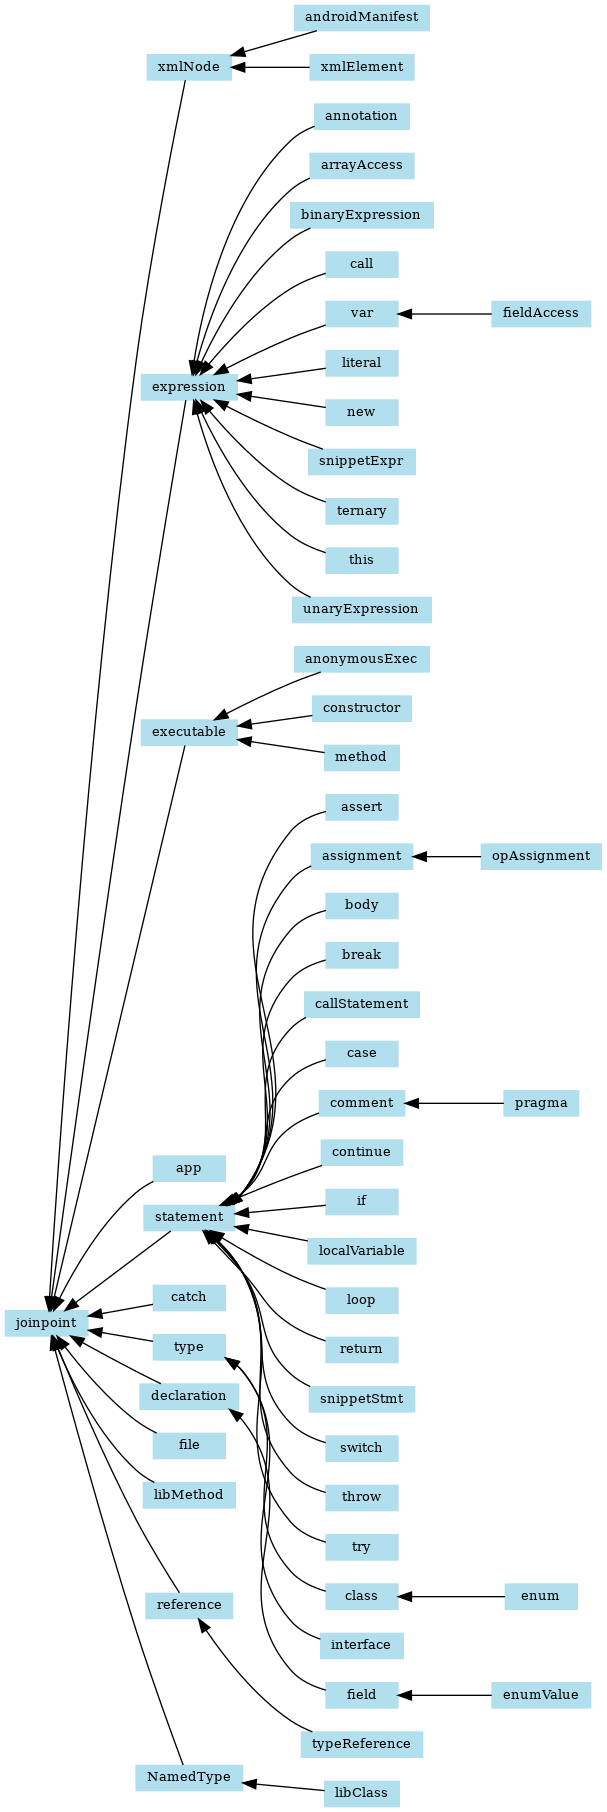 androidManifest
xmlNode
xmlElement
annotation
arrayAccess
binaryExpression
call
var
fieldAccess
literal
expression
new
snippetExpr
ternary
this
unaryExpression
anonymousExec
constructor
executable
method
assert
assignment
opAssignment
body
break
callStatement
case
comment
pragma
continue
app
if
statement
localVariable
catch
loop
joinpoint
type
return
declaration
snippetStmt
file
switch
libMethod
throw
try
class
enum
reference
interface
field
enumValue
typeReference
NamedType
libClass